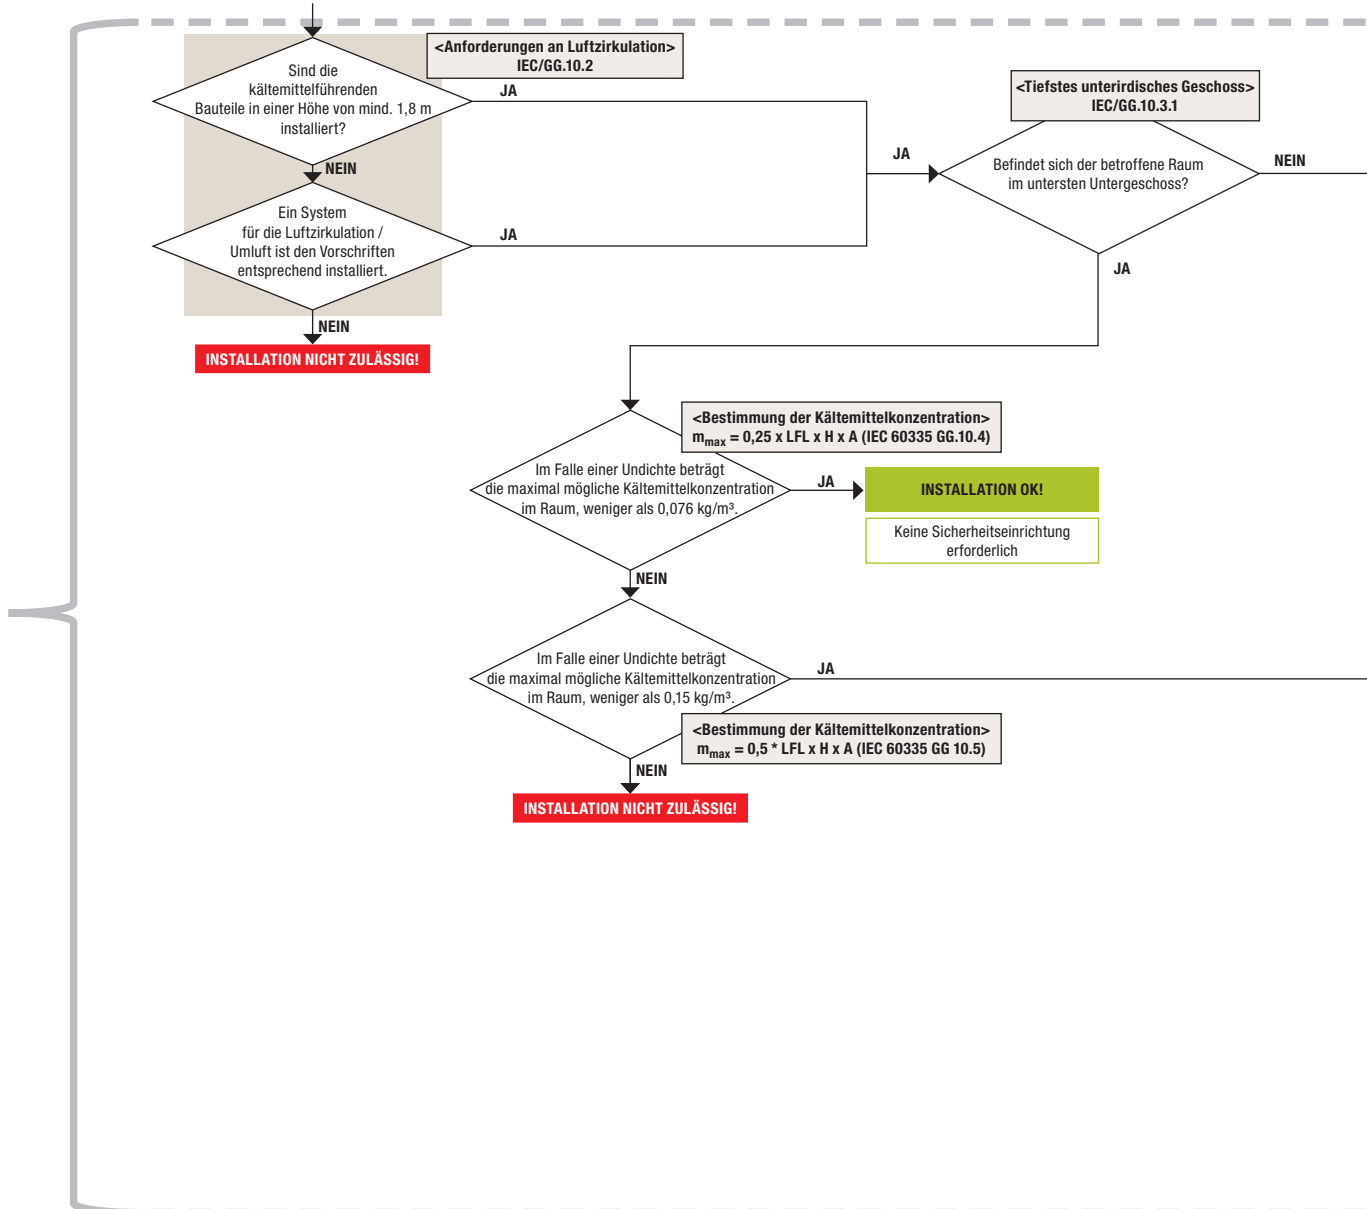 <Anforderungen an Luftzirkulation>
IEC/GG.10.2
Sind die
kältemittelführenden
Bauteile in einer Höhe von mind. 1,8 m
installiert?
JA
NEIN
Ein System
für die Luftzirkulation /
Umluft ist den Vorschriften
entsprechend installiert.
JA
NEIN
INSTALLATION NICHT ZULÄSSIG!
JA
<Tiefstes unterirdisches Geschoss>
IEC/GG.10.3.1
Befindet sich der betroffene Raum
im untersten Untergeschoss?
NEIN
JA
<Bestimmung der Kältemittelkonzentration>
mmax = 0,25 x LFL x H x A (IEC 60335 GG.10.4)
Im Falle einer Undichte beträgt
die maximal mögliche Kältemittelkonzentration
im Raum, weniger als 0,076 kg/m³.
JA
INSTALLATION OK!
Keine Sicherheitseinrichtung
erforderlich
NEIN
Im Falle einer Undichte beträgt
die maximal mögliche Kältemittelkonzentration
im Raum, weniger als 0,15 kg/m³.
JA
<Bestimmung der Kältemittelkonzentration>
mmax = 0,5 * LFL x H x A (IEC 60335 GG 10.5)
NEIN
INSTALLATION NICHT ZULÄSSIG!